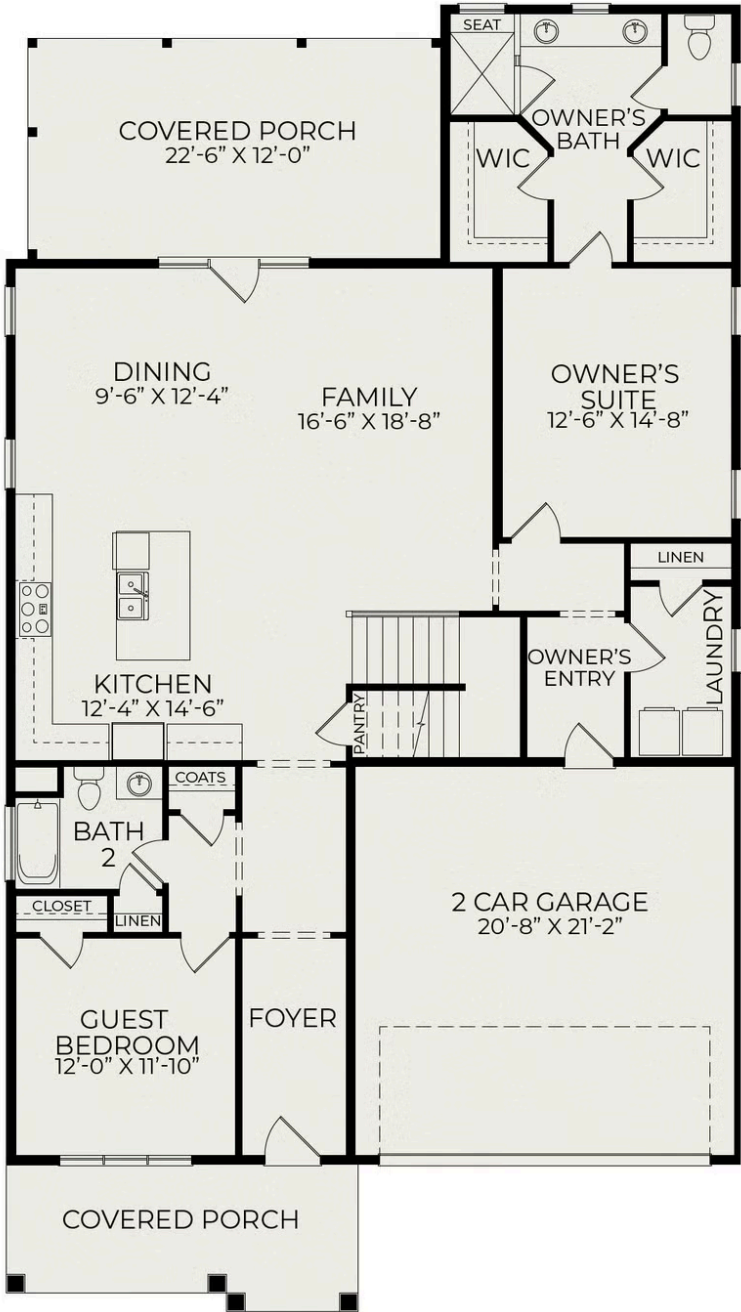 SEAT
OWNER'S
BATH
WIC
WIC
COVERED PORCH
22'-6" X 12'-0"
DINING
9'-6" X 12'-4"
FAMILY
16'-6" X 18'-8"
OWNER'S
SUITE
12'-6" X 14'-8"
LINEN
LAUNDRY
OWNER'S
ENTRY
KITCHEN
12'-4" X 14'-6"
PANTRY
COATS
BATH
2
CLOSET
LINEN
2 CAR GARAGE
20'-8" X 21'-2"
GUEST
BEDROOM
12'-0" X 11'-10"
FOYER
COVERED PORCH